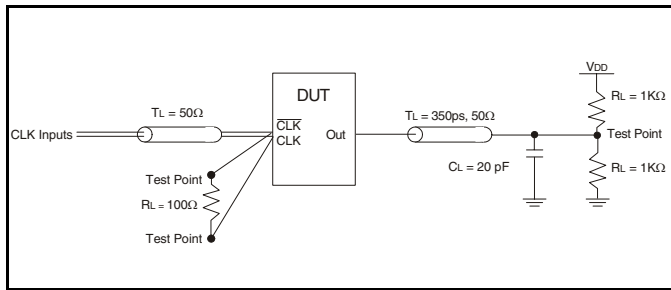 VDD
DUT
TL = 50Ω
CLK
CLK
Out
TL = 350ps, 50Ω
RL = 1KΩ
CLK Inputs
Test Point
CL = 20 pF
RL = 1KΩ
Test Point
RL = 100Ω
Test Point